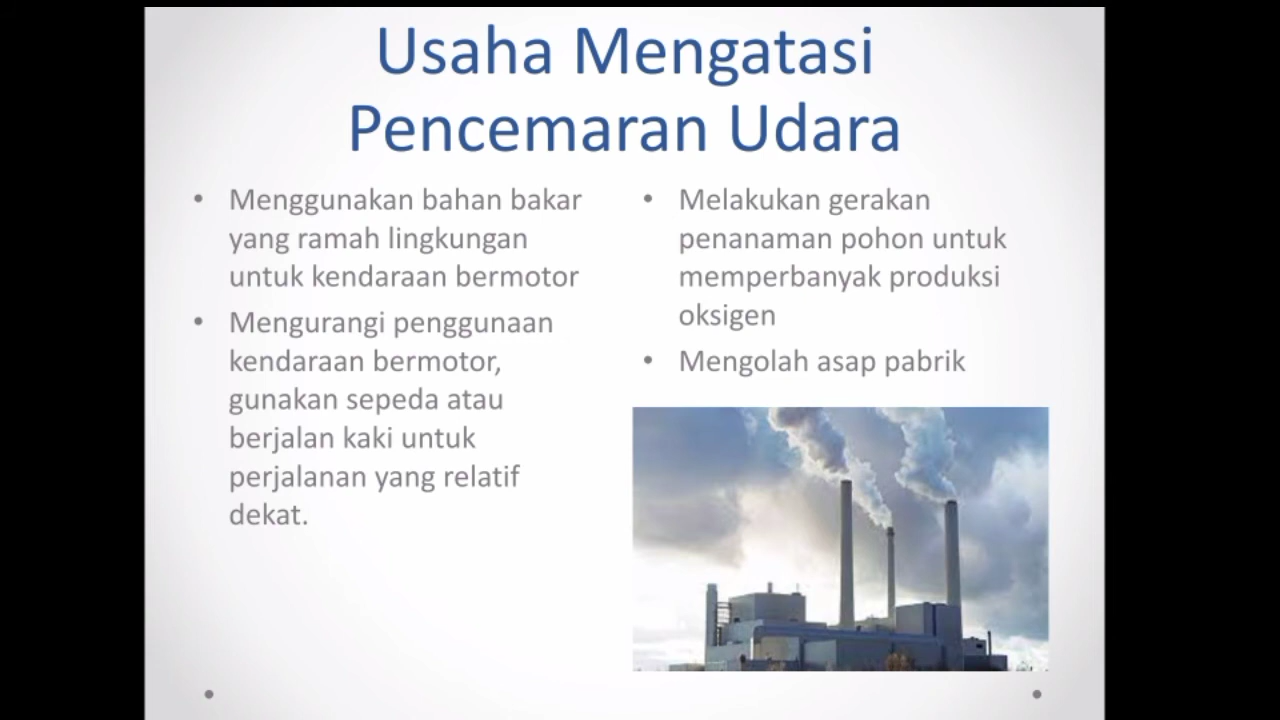 Usaha Mengatasi
Pencemaran Udara
• Menggunakan bahan bakar
yang ramah lingkungan
untuk kendaraan bermotor
• Mengurangi penggunaan
kendaraan bermotor,
gunakan sepeda atau
berjalan kaki untuk
perjalanan yang relatif
dekat.
• Melakukan gerakan
penanaman pohon untuk
memperbanyak produksi
oksigen
• Mengolah asap pabrik